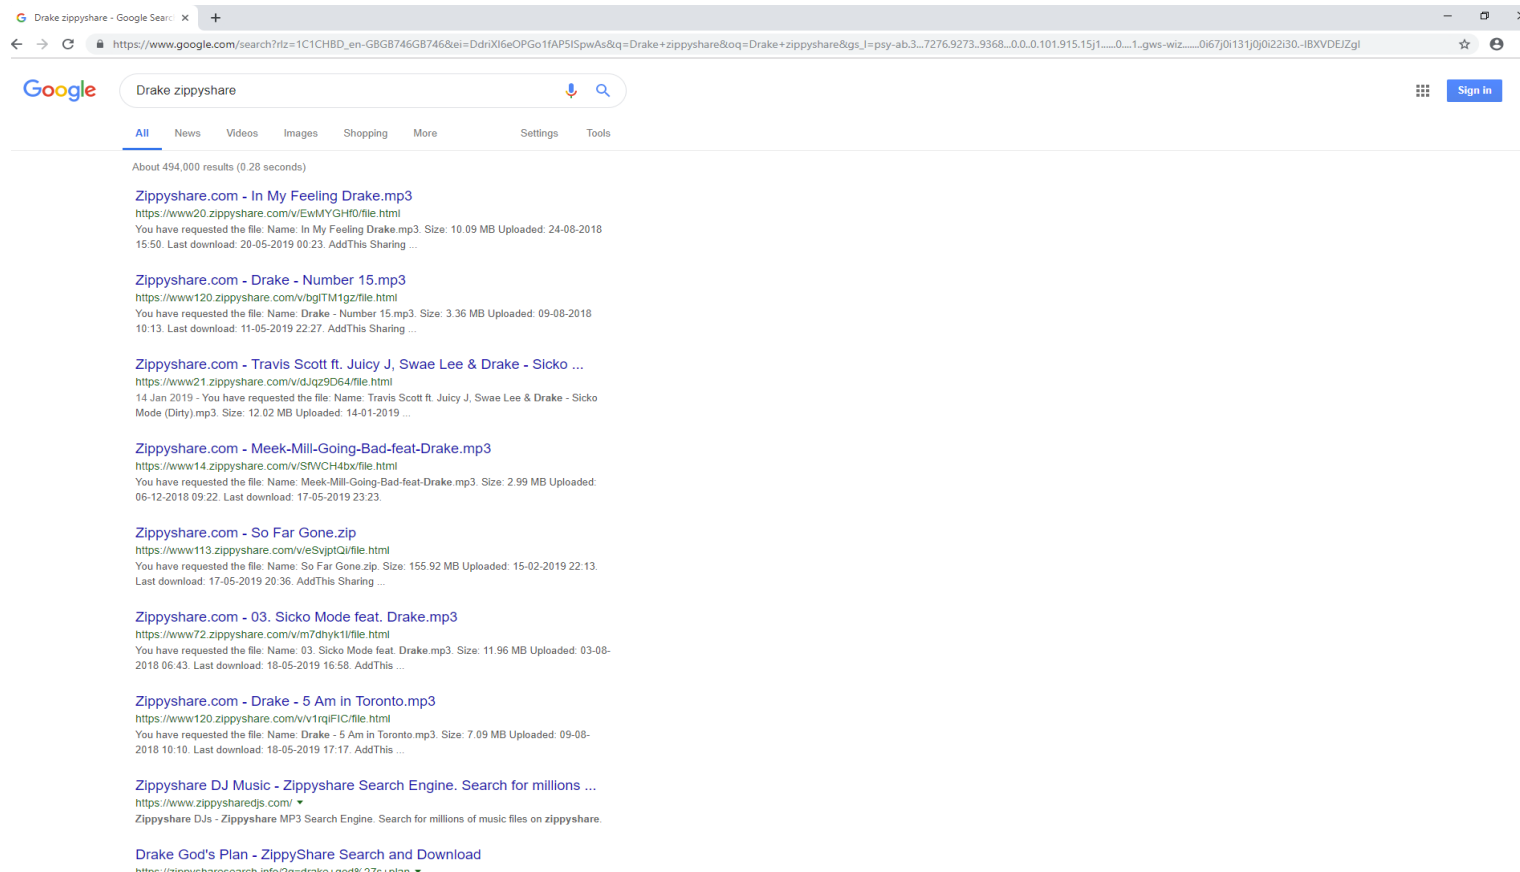 Drake zippyshare - Google Searc
https://www.google.com/search?rlz=1C1CHBD_en-GBGB746GB746&ei=DdriXI6eOPGo1fAP5ISpwAs&q=Drake+zippyshare&oq=Drake+zippyshare&gs_l=psy-ab.3...7276.9273..9368...0.0..0.101.915.15j1......0....1..gws-wiz.......0i67j0i131j0j0i22i30.-IBXVDEJZgI
Google
Drake zippyshare
Sign in
All News Videos Images Shopping More Settings Tools
About 494,000 results (0.28 seconds)
Zippyshare.com - In My Feeling Drake.mp3
https://www20.zippyshare.com/v/EwMYGHf0/file.html
You have requested the file: Name: In My Feeling Drake.mp3. Size: 10.09 MB Uploaded: 24-08-2018
15:50. Last download: 20-05-2019 00:23. AddThis Sharing ...
Zippyshare.com - Drake - Number 15.mp3
https://www120.zippyshare.com/v/bglTM1gz/file.html
You have requested the file: Name: Drake - Number 15.mp3. Size: 3.36 MB Uploaded: 09-08-2018
10:13. Last download: 11-05-2019 22:27. AddThis Sharing ...
Zippyshare.com - Travis Scott ft. Juicy J, Swae Lee & Drake - Sicko ...
https://www21.zippyshare.com/v/dJqz9D64/file.html
14 Jan 2019 - You have requested the file: Name: Travis Scott ft. Juicy J, Swae Lee & Drake - Sicko
Mode (Dirty).mp3. Size: 12.02 MB Uploaded: 14-01-2019 ...
Zippyshare.com - Meek-Mill-Going-Bad-feat-Drake.mp3
https://www14.zippyshare.com/v/SfWCH4bx/file.html
You have requested the file: Name: Meek-Mill-Going-Bad-feat-Drake.mp3. Size: 2.99 MB Uploaded:
06-12-2018 09:22. Last download: 17-05-2019 23:23.
Zippyshare.com - So Far Gone.zip
https://www113.zippyshare.com/v/eSvjptQi/file.html
You have requested the file: Name: So Far Gone.zip. Size: 155.92 MB Uploaded: 15-02-2019 22:13.
Last download: 17-05-2019 20:36. AddThis Sharing ...
Zippyshare.com - 03. Sicko Mode feat. Drake.mp3
https://www72.zippyshare.com/v/m7dhyk1l/file.html
You have requested the file: Name: 03. Sicko Mode feat. Drake.mp3. Size: 11.96 MB Uploaded: 03-08-
2018 06:43. Last download: 18-05-2019 16:58. AddThis ...
Zippyshare.com - Drake - 5 Am in Toronto.mp3
https://www120.zippyshare.com/v/v1rqiFIC/file.html
You have requested the file: Name: Drake - 5 Am in Toronto.mp3. Size: 7.09 MB Uploaded: 09-08-
2018 10:10. Last download: 18-05-2019 17:17. AddThis ...
Zippyshare DJ Music - Zippyshare Search Engine. Search for millions ...
https://www.zippysharedjs.com/
Zippyshare DJs - Zippyshare MP3 Search Engine. Search for millions of music files on zippyshare.
Drake God's Plan - ZippyShare Search and Download
https://zippysharesearch.info/?q=drake+god%27s+plan